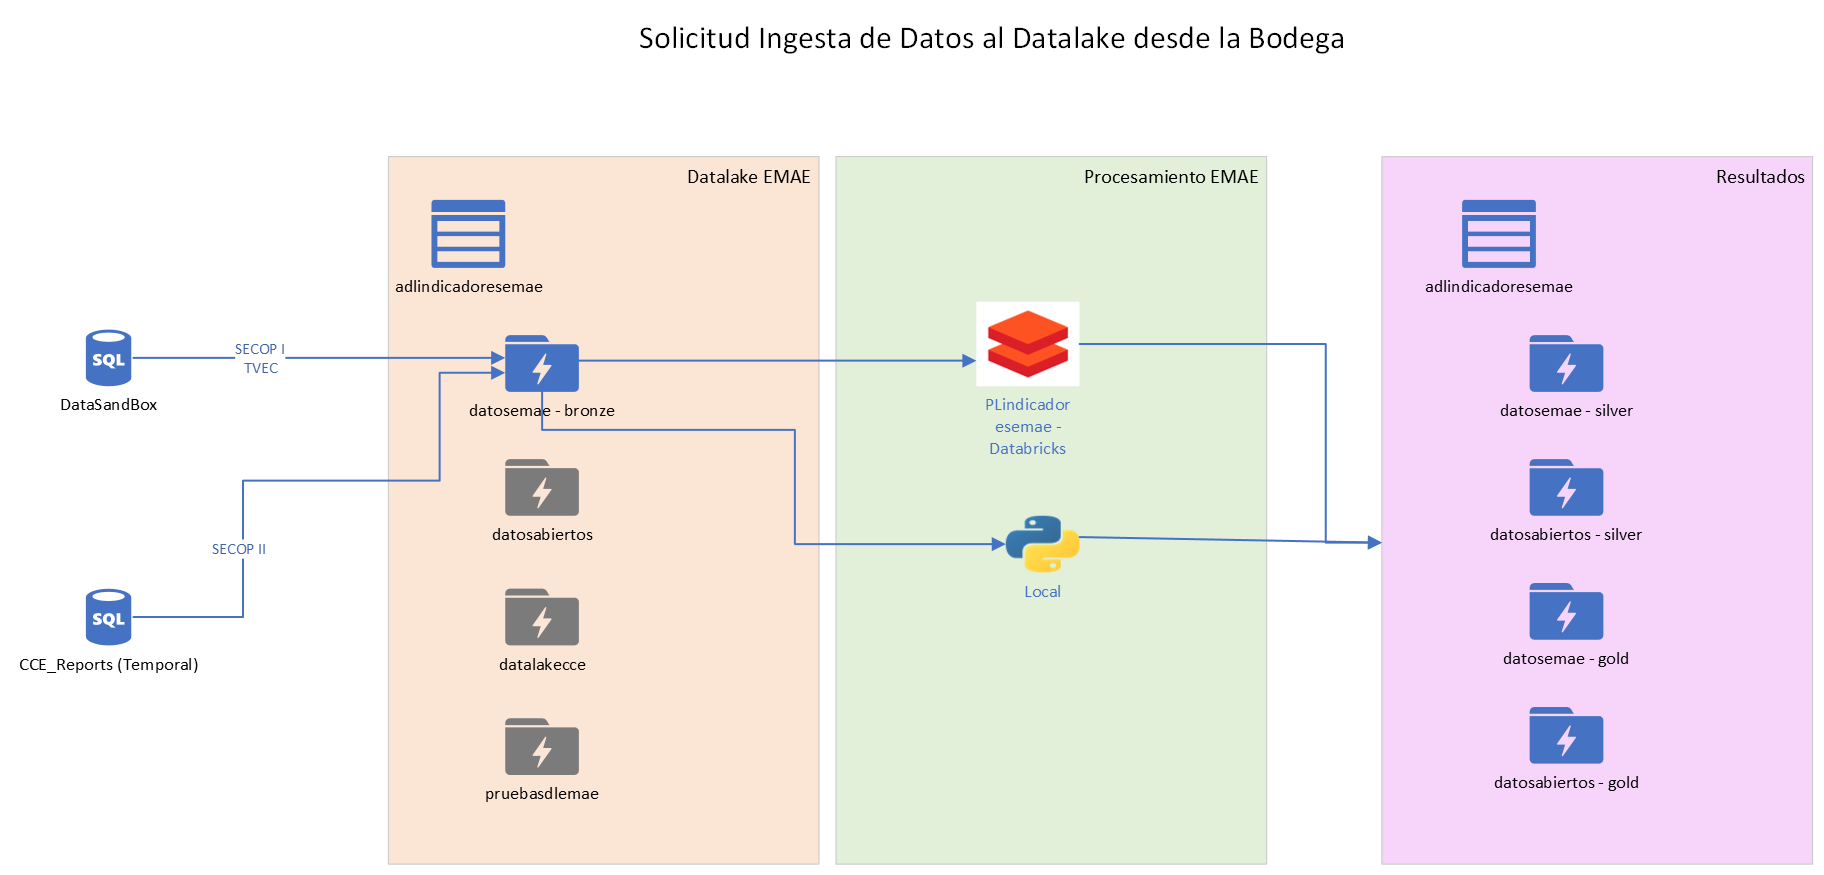 Solicitud Ingesta de Datos al Datalake desde la Bodega
SQL
DataSandBox
SECOP I
TVEC
SECOP II
SQL
CCE_Reports (Temporal)
Datalake EMAE
adlindicadoresemae
datosemae - bronze
datosabiertos
datalakecce
pruebasdlemae
Procesamiento EMAE
PLindicador
esemae -
Databricks
Local
Resultados
adlindicadoresemae
datosemae - silver
datosabiertos - silver
datosemae - gold
datosabiertos - gold